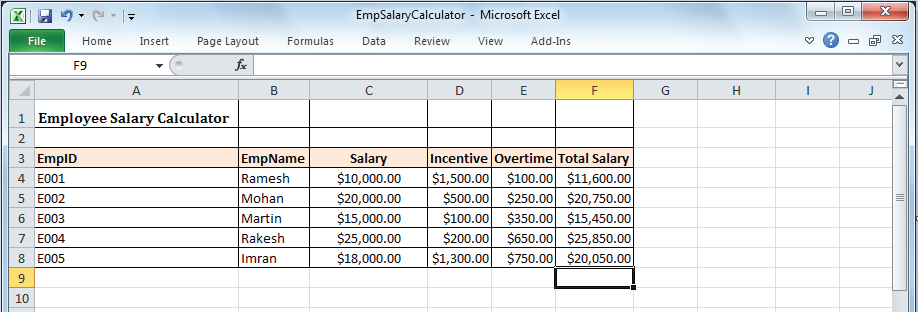 EmpSalaryCalculator - Microsoft Excel
File Home Insert Page Layout Formulas Data Review View Add-Ins
F9 fx
A B C D E F G H I J
1 Employee Salary Calculator
2
3 EmpID EmpName Salary Incentive Overtime Total Salary
4 E001 Ramesh $10,000.00 $1,500.00 $100.00 $11,600.00
5 E002 Mohan $20,000.00 $500.00 $250.00 $20,750.00
6 E003 Martin $15,000.00 $100.00 $350.00 $15,450.00
7 E004 Rakesh $25,000.00 $200.00 $650.00 $25,850.00
8 E005 Imran $18,000.00 $1,300.00 $750.00 $20,050.00
9
10